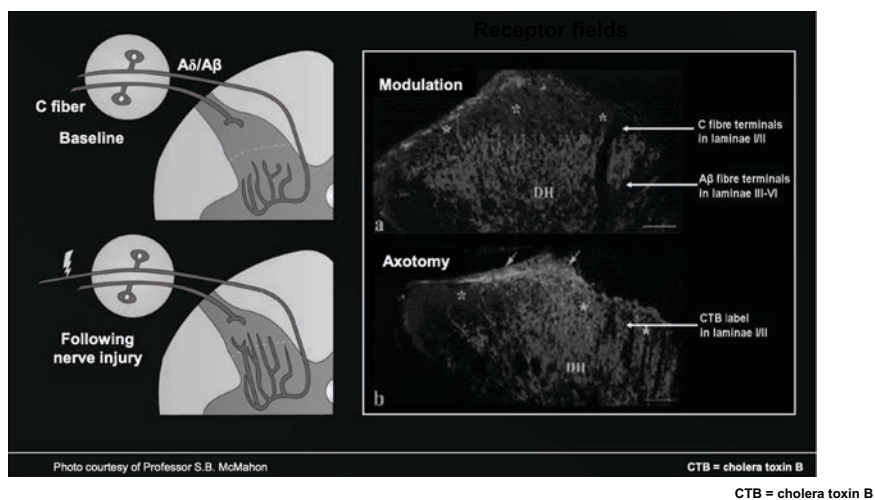 Receptor fields
Aδ/Aβ
C fiber
Baseline
Following
nerve injury
Modulation
C fibre terminals
in laminae I/II
Aβ fibre terminals
in laminae III-VI
DH
a
Axotomy
CTB label
in laminae I/II
DH
b
Photo courtesy of Professor S.B. McMahon
CTB = cholera toxin B
CTB = cholera toxin B